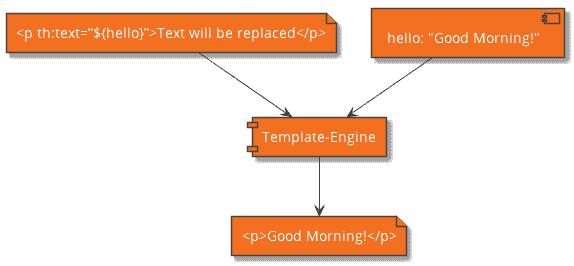 <p th:text="${hello}">Text will be replaced</p>
hello: "Good Morning!"
Template-Engine
<p>Good Morning!</p>